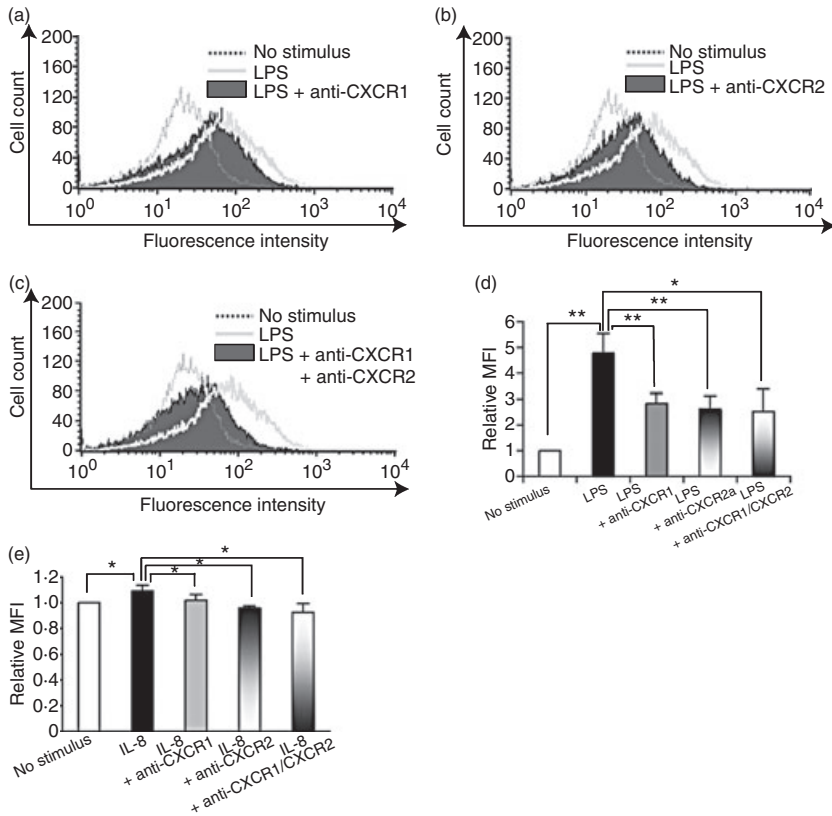 (a)
200
160
120
80
40
0
Cell count
No stimulus
LPS
LPS + anti-CXCR1
10^0
10^1
10^2
10^3
10^4
Fluorescence intensity
(b)
200
160
120
80
40
0
Cell count
No stimulus
LPS
LPS + anti-CXCR2
10^0
10^1
10^2
10^3
10^4
Fluorescence intensity
(c)
200
160
120
80
40
0
Cell count
No stimulus
LPS
LPS + anti-CXCR1
+ anti-CXCR2
10^0
10^1
10^2
10^3
10^4
Fluorescence intensity
(d)
*
**
**
**
6
5
4
3
2
1
0
Relative MFI
No stimulus
LPS
LPS
+ anti-CXCR1
LPS
+ anti-CXCR2a
LPS
+ anti-CXCR1/CXCR2
(e)
*
*
*
*
1·2
1·0
0·8
0·6
0·4
0·2
0
Relative MFI
No stimulus
IL-8
IL-8
+ anti-CXCR1
IL-8
+ anti-CXCR2
IL-8
+ anti-CXCR1/CXCR2